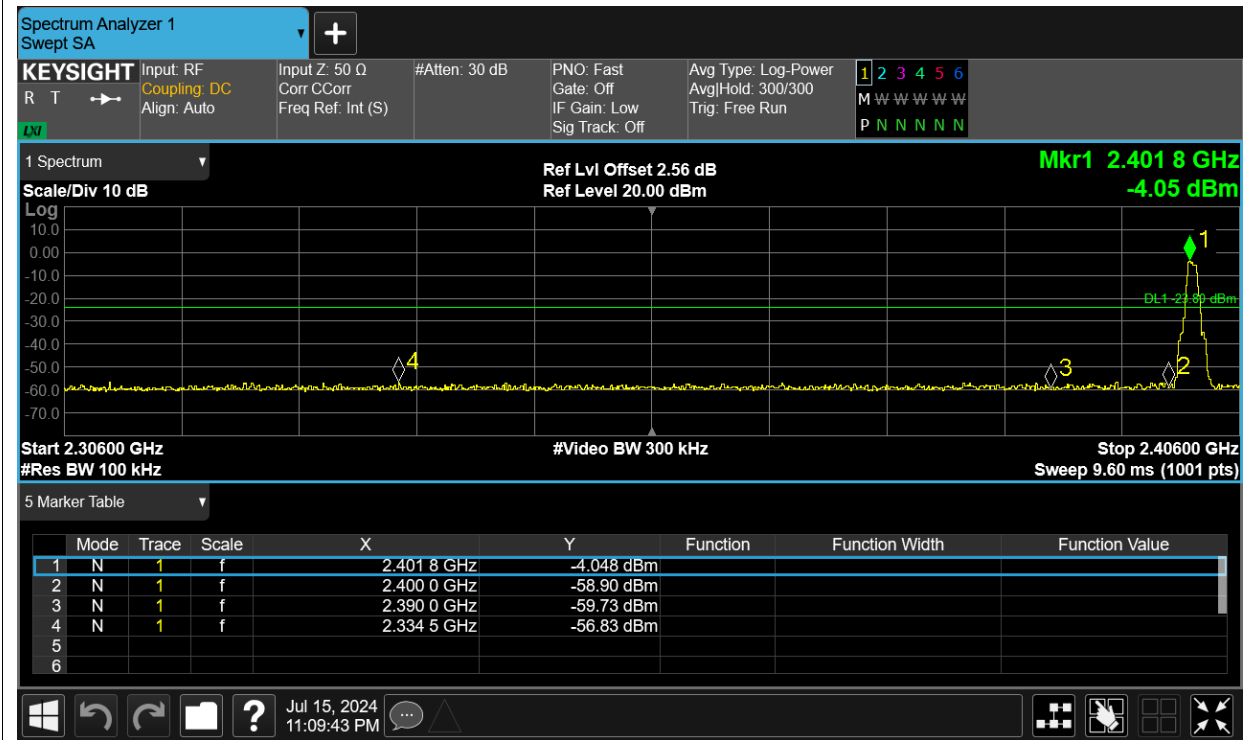 Spectrum Analyzer 1
Swept SA
KEYSIGHT
R T
LXI
Input: RF
Coupling: DC
Align: Auto
Input Z: 50 Ω
Corr CCorr
Freq Ref: Int (S)
#Atten: 30 dB
PNO: Fast
Gate: Off
IF Gain: Low
Sig Track: Off
Avg Type: Log-Power
Avg|Hold: 300/300
Trig: Free Run
1 2 3 4 5 6
M W W W W W
P N N N N N
1 Spectrum
Scale/Div 10 dB
Ref Lvl Offset 2.56 dB
Ref Level 20.00 dBm
Mkr1 2.401 8 GHz
-4.05 dBm
Log
10.0
0.00
-10.0
-20.0
-30.0
-40.0
-50.0
-60.0
-70.0
1
DL1 -23.80 dBm
4
3
2
Start 2.30600 GHz
#Res BW 100 kHz
#Video BW 300 kHz
Stop 2.40600 GHz
Sweep 9.60 ms (1001 pts)
5 Marker Table
Mode Trace Scale X Y Function Function Width Function Value
1 N 1 f 2.401 8 GHz -4.048 dBm
2 N 1 f 2.400 0 GHz -58.90 dBm
3 N 1 f 2.390 0 GHz -59.73 dBm
4 N 1 f 2.334 5 GHz -56.83 dBm
5
6
?
Jul 15, 2024
11:09:43 PM